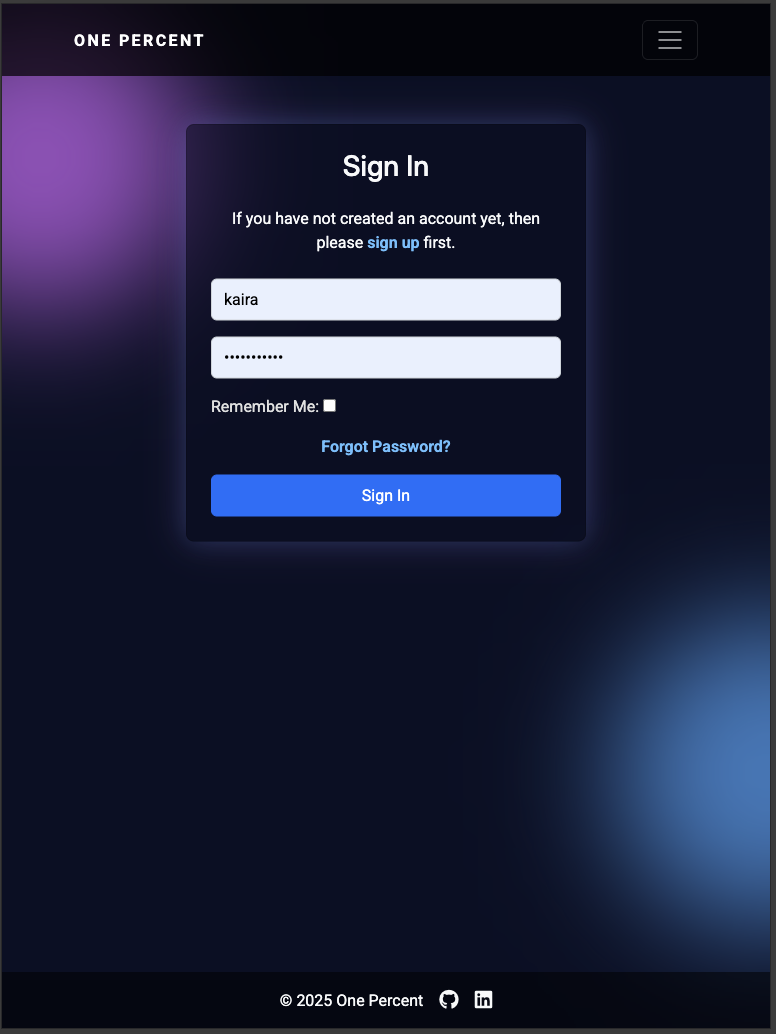 ONE PERCENT
Sign In
If you have not created an account yet, then
please sign up first.
kaira
•••••••••••
Remember Me:
Forgot Password?
Sign In
© 2025 One Percent